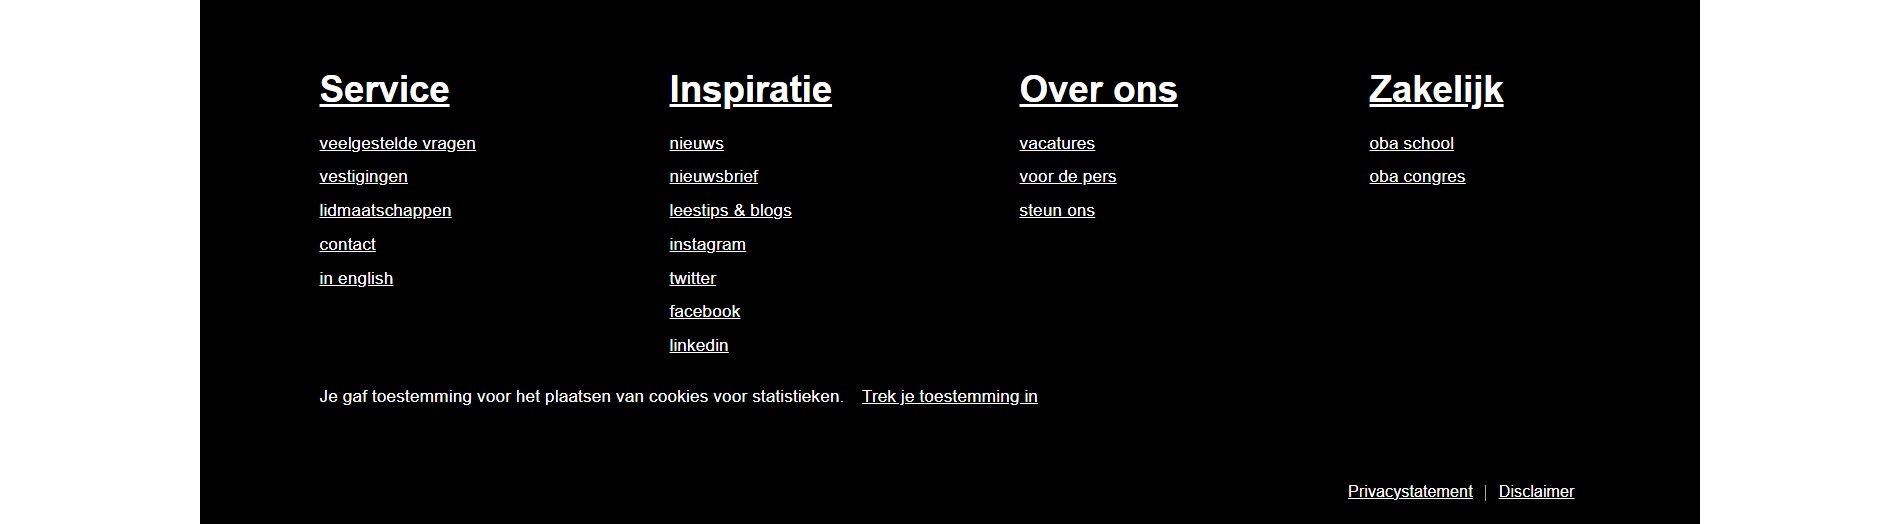 Service
veelgestelde vragen
vestigingen
lidmaatschappen
contact
in english
Inspiratie
nieuws
nieuwsbrief
leestips & blogs
instagram
twitter
facebook
linkedin
Over ons
vacatures
voor de pers
steun ons
Zakelijk
oba school
oba congres
Je gaf toestemming voor het plaatsen van cookies voor statistieken. Trek je toestemming in
Privacystatement | Disclaimer